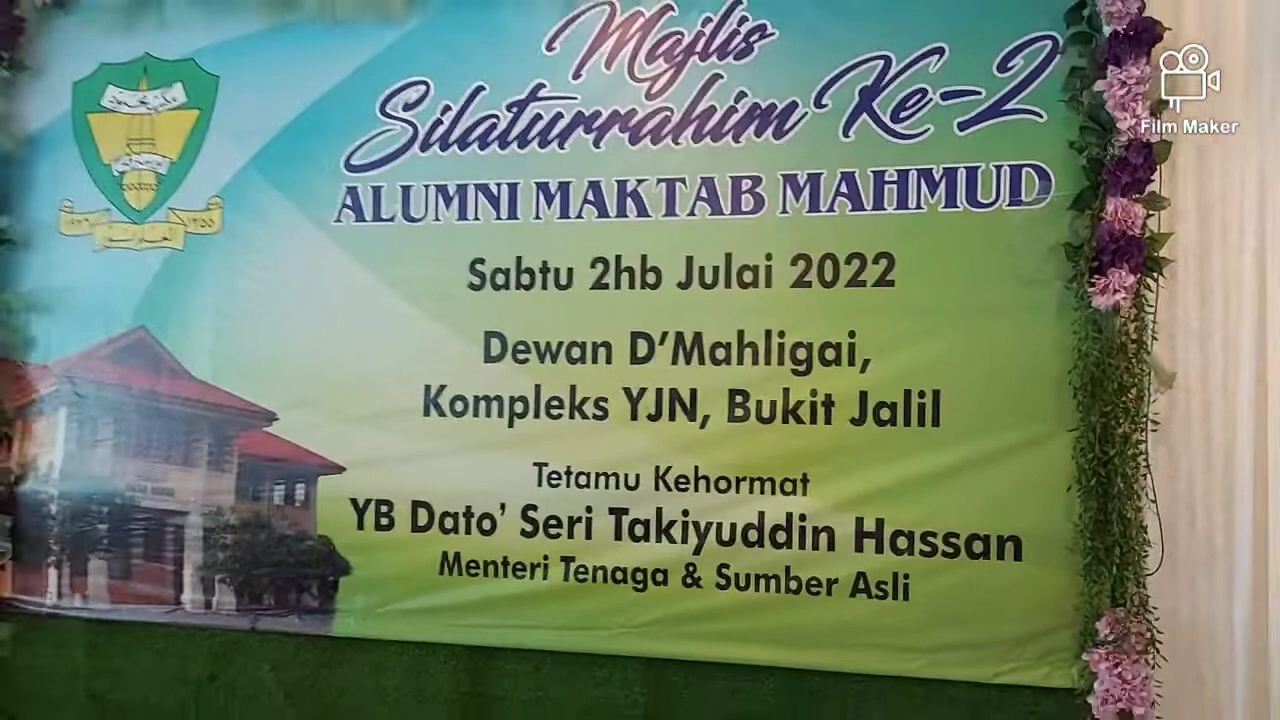 Majlis
Silaturrahim Ke-2
ALUMNI MAKTAB MAHMUD
Sabtu 2hb Julai 2022
Dewan D'Mahligai,
Kompleks YJN, Bukit Jalil
Tetamu Kehormat
YB Dato' Seri Takiyuddin Hassan
Menteri Tenaga & Sumber Asli
Film Maker